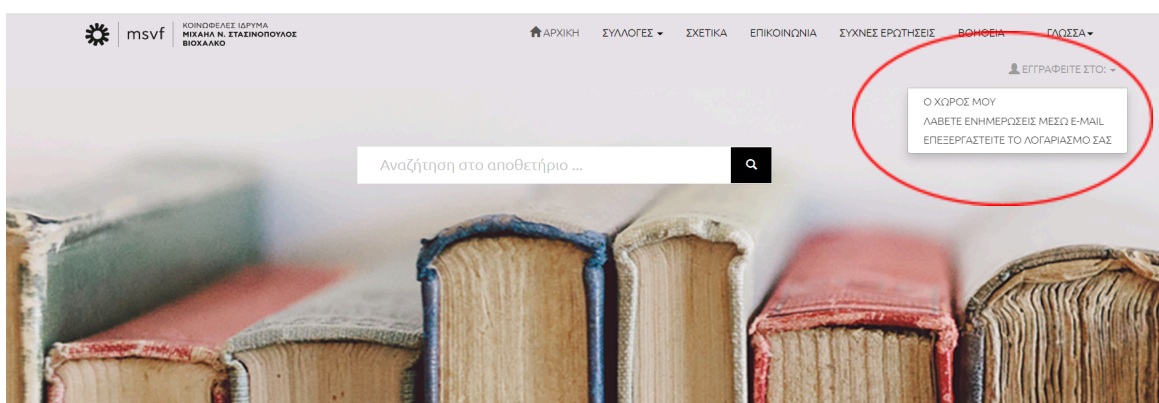 msvf
ΚΟΙΝΩΦΕΛΕΣ ΙΔΡΥΜΑ
ΜΙΧΑΗΛ Ν. ΣΤΑΣΙΝΟΠΟΥΛΟΣ
ΒΙΟΧΑΛΚΟ
ΑΡΧΙΚΗ ΣΥΛΛΟΓΕΣ ΣΧΕΤΙΚΑ ΕΠΙΚΟΙΝΩΝΙΑ ΣΥΧΝΕΣ ΕΡΩΤΗΣΕΙΣ ΒΟΗΘΕΙΑ ΓΛΩΣΣΑ
ΕΓΓΡΑΦΕΙΤΕ ΣΤΟ:
Ο ΧΩΡΟΣ ΜΟΥ
ΛΑΒΕΤΕ ΕΝΗΜΕΡΩΣΕΙΣ ΜΕΣΩ E-MAIL
ΕΠΕΞΕΡΓΑΣΤΕΙΤΕ ΤΟ ΛΟΓΑΡΙΑΣΜΟ ΣΑΣ
Αναζήτηση στο αποθετήριο ...